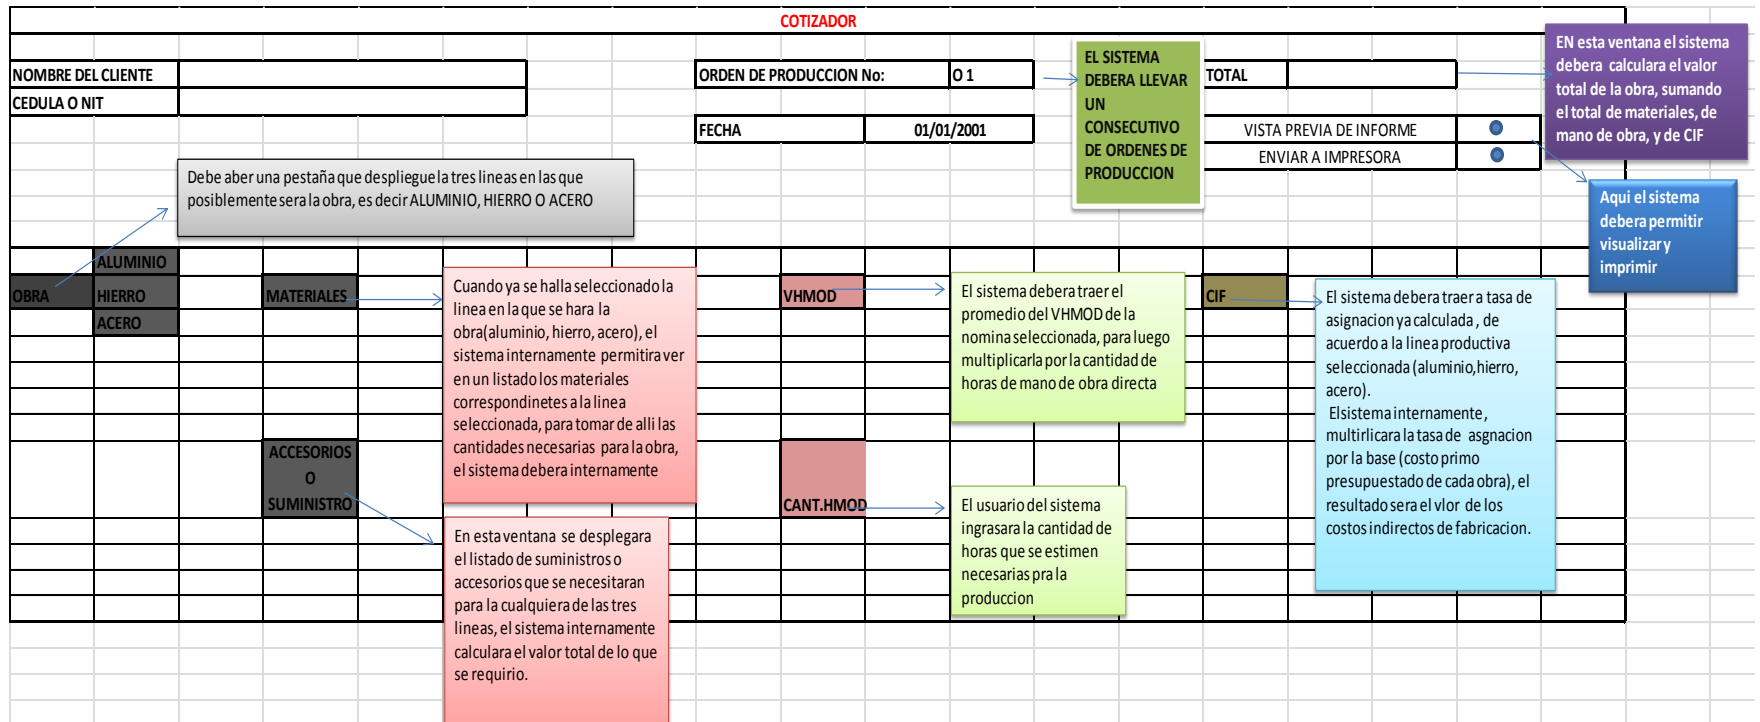 COTIZADOR
NOMBRE DEL CLIENTE
CEDULA O NIT
ORDEN DE PRODUCCION No:
O 1
FECHA
01/01/2001
EL SISTEMA
DEBERA LLEVAR
UN
CONSECUTIVO
DE ORDENES DE
PRODUCCION
TOTAL
VISTA PREVIA DE INFORME
ENVIAR A IMPRESORA
EN esta ventana el sistema
debera calculara el valor
total de la obra, sumando
el total de materiales, de
mano de obra, y de CIF
Aqui el sistema
debera permitir
visualizar y
imprimir
Debe aber una pestaña que despliegue la tres lineas en las que
posiblemente sera la obra, es decir ALUMINIO, HIERRO O ACERO
OBRA
ALUMINIO
HIERRO
ACERO
MATERIALES
Cuando ya se halla seleccionado la
linea en la que se hara la
obra(aluminio, hierro, acero), el
sistema internamente permitira ver
en un listado los materiales
correspondinetes a la linea
seleccionada, para tomar de alli las
cantidades necesarias para la obra,
el sistema debera internamente
ACCESORIOS
O
SUMINISTRO
En esta ventana se desplegara
el listado de suministros o
accesorios que se necesitaran
para la cualquiera de las tres
lineas, el sistema internamente
calculara el valor total de lo que
se requirio.
VHMOD
El sistema debera traer el
promedio del VHMOD de la
nomina seleccionada, para luego
multiplicarla por la cantidad de
horas de mano de obra directa
CANT.HMOD
El usuario del sistema
ingrasara la cantidad de
horas que se estimen
necesarias pra la
produccion
CIF
El sistema debera traer a tasa de
asignacion ya calculada , de
acuerdo a la linea productiva
seleccionada (aluminio,hierro,
acero).
Elsistema internamente ,
multirlicara la tasa de asgnacion
por la base (costo primo
presupuestado de cada obra), el
resultado sera el vlor de los
costos indirectos de fabricacion.